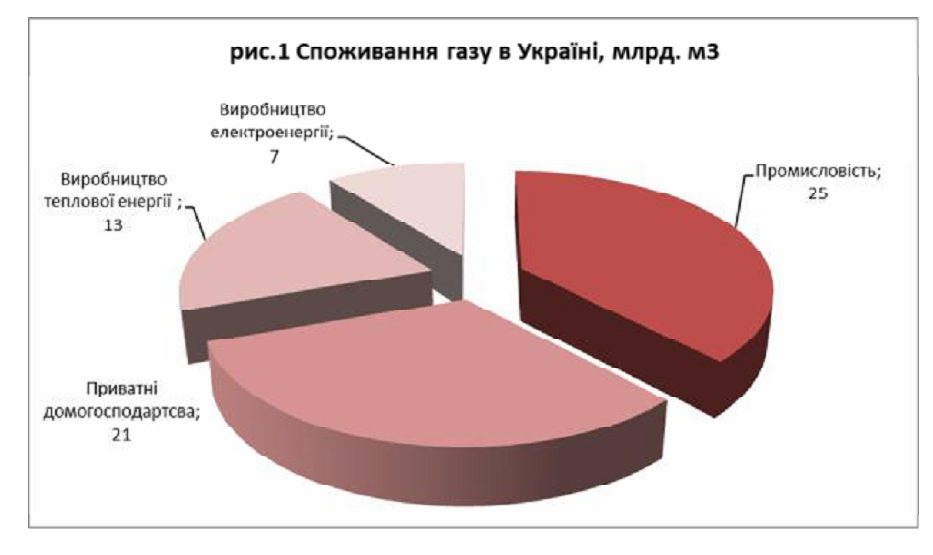 рис.1 Споживання газу в Україні, млрд. м3
Виробництво
електроенергії;
7
Промисловість;
25
Виробництво
теплової енергії ;
13
Приватні
домогосподартсва;
21